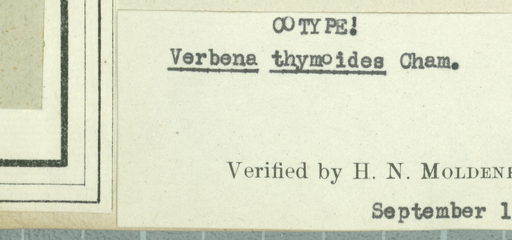 COTYPE!
Verbena thymoides Cham.
Verified by H. N.
September